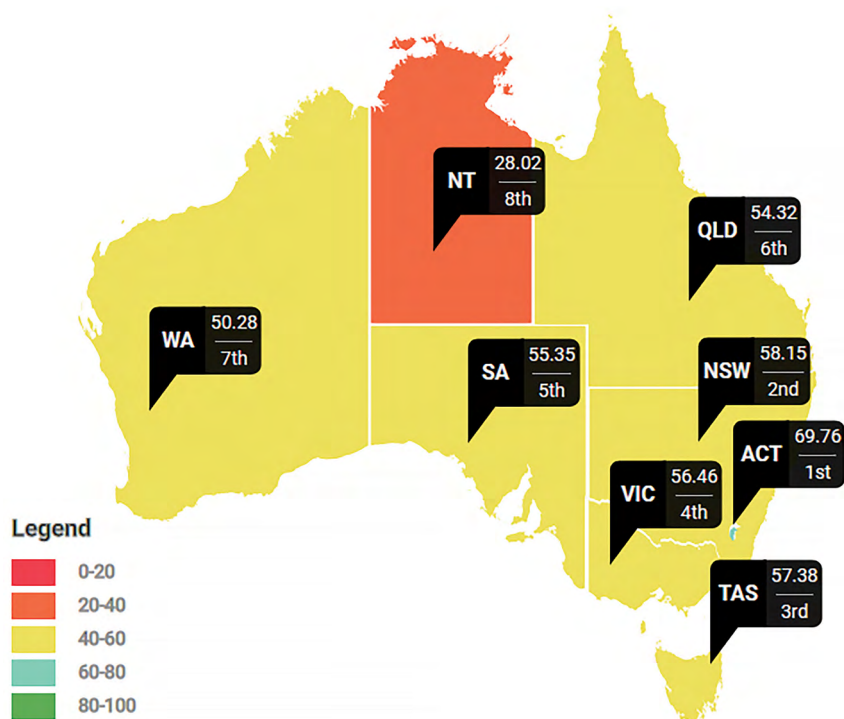 NT
28.02
8th
QLD
54.32
6th
WA
50.28
7th
SA
55.35
5th
NSW
58.15
2nd
ACT
69.76
1st
VIC
56.46
4th
TAS
57.38
3rd
Legend
0-20
20-40
40-60
60-80
80-100